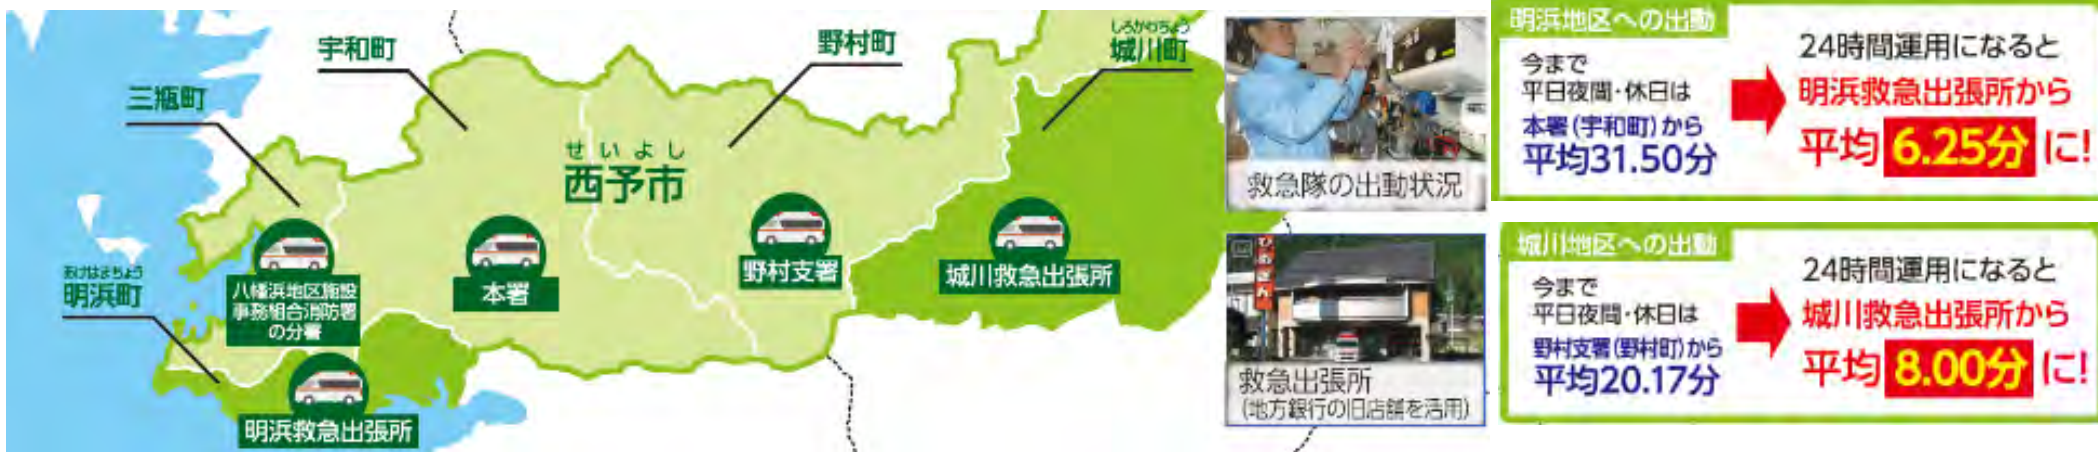 三瓶町
宇和町
野村町
しろかわちょう
城川町
せいよし
西予市
あけはまちょう
明浜町
八幡浜地区施設
事務組合消防署
の分署
本署
野村支署
城川救急出張所
明浜救急出張所
救急隊の出動状況
ひめぎん
救急出張所
(地方銀行の旧店舗を活用)
明浜地区への出動
今まで
平日夜間・休日は
本署(宇和町)から
平均31.50分
24時間運用になると
明浜救急出張所から
平均 6.25分 に!
城川地区への出動
今まで
平日夜間・休日は
野村支署(野村町)から
平均20.17分
24時間運用になると
城川救急出張所から
平均 8.00分 に!